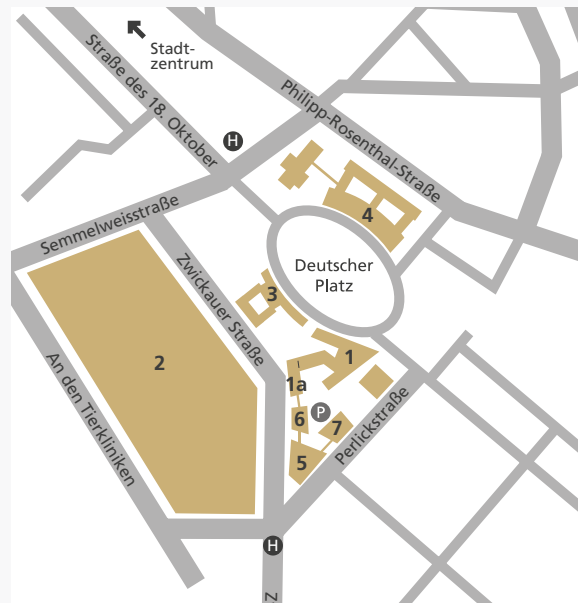 Stadt-
zentrum
Straße des 18. Oktober
H
Philipp-Rosenthal-Straße
Semmelweisstraße
4
Zwickauer Straße
Deutscher
Platz
3
1
2
1a
An den Tierkliniken
6
P
7
Perlickstraße
5
H
Z